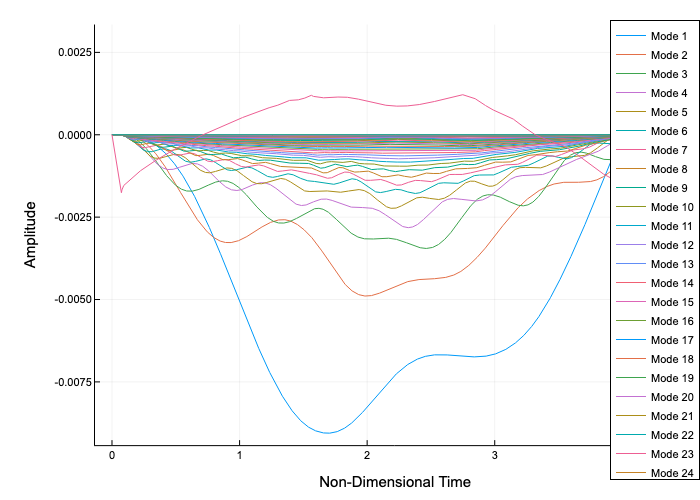 0.0025
0.0000
-0.0025
-0.0050
-0.0075
Amplitude
0
1
2
3
Non-Dimensional Time
Mode 1
Mode 2
Mode 3
Mode 4
Mode 5
Mode 6
Mode 7
Mode 8
Mode 9
Mode 10
Mode 11
Mode 12
Mode 13
Mode 14
Mode 15
Mode 16
Mode 17
Mode 18
Mode 19
Mode 20
Mode 21
Mode 22
Mode 23
Mode 24